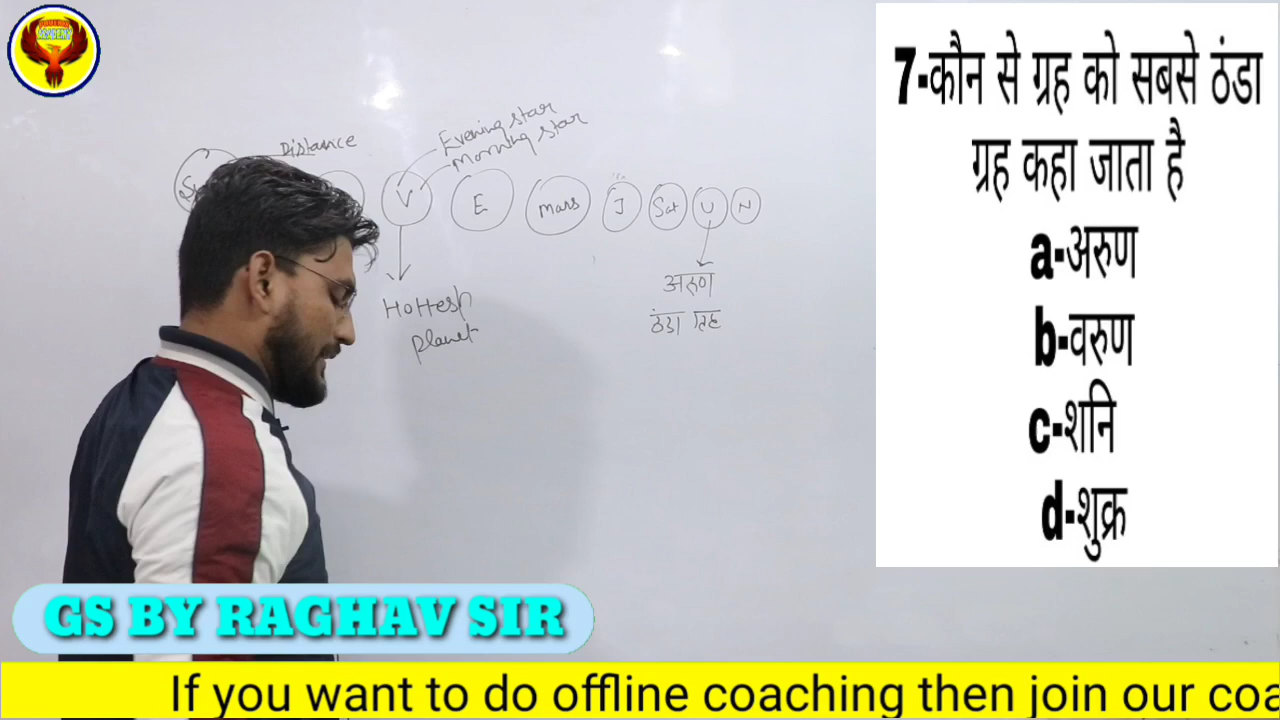 7-कौन से ग्रह को सबसे ठंडा
ग्रह कहा जाता है
a-अरुण
b-वरुण
c-शनि
d-शुक्र
Evening star
Morning star
Distance
V
E
Mars
J
Sat
U
N
Hottest
planet
अरुण
ठंडा ग्रह
GS BY RAGHAV SIR
If you want to do offline coaching then join our coa